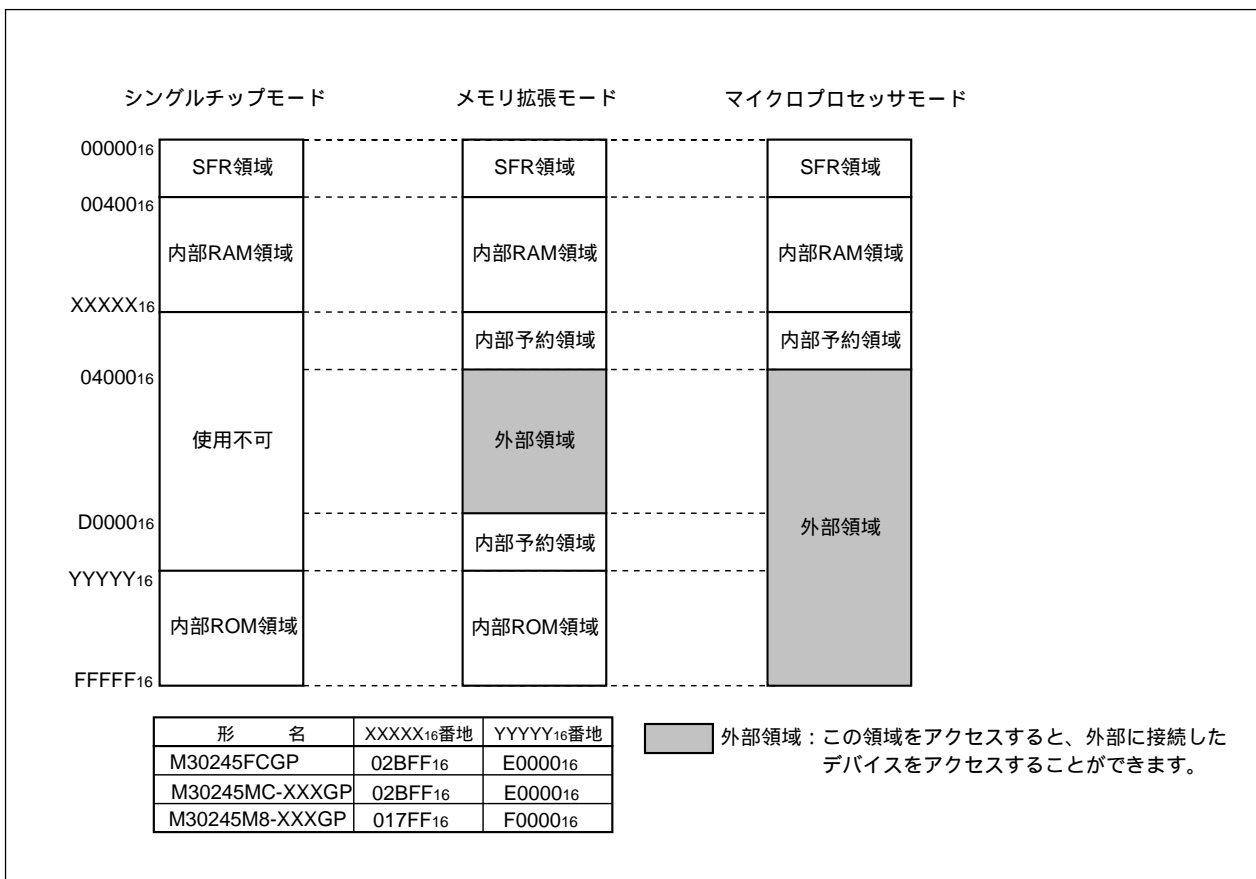 シングルチップモード メモリ拡張モード マイクロプロセッサモード
0000016
SFR領域 SFR領域 SFR領域
0040016
内部RAM領域 内部RAM領域 内部RAM領域
XXXXX16
内部予約領域 内部予約領域
0400016
使用不可 外部領域
D000016
外部領域
内部予約領域
YYYYY16
内部ROM領域 内部ROM領域
FFFFF16
形 名 XXXXX16番地 YYYYY16番地
M30245FCGP 02BFF16 E000016
M30245MC-XXXGP 02BFF16 E000016
M30245M8-XXXGP 017FF16 F000016
外部領域：この領域をアクセスすると、外部に接続した
デバイスをアクセスすることができます。